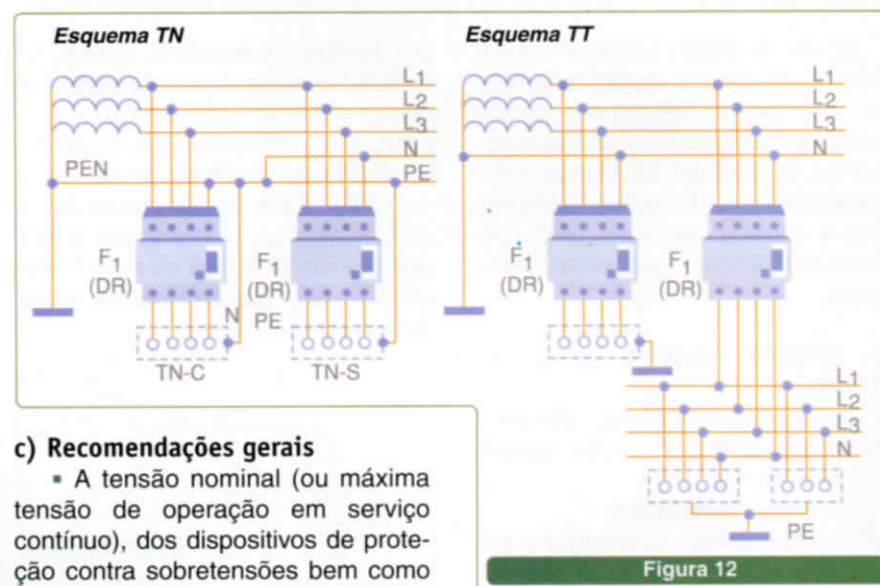 Esquema TN
Esquema TT
L1
L2
L3
N
PEN
PE
F1
(DR)
F1
(DR)
N
PE
TN-C
TN-S
L1
L2
L3
N
F1
(DR)
F1
(DR)
L1
L2
L3
N
PE
c) Recomendações gerais
▪ A tensão nominal (ou máxima
tensão de operação em serviço
contínuo), dos dispositivos de prote-
ção contra sobretensões bem como
Figura 12